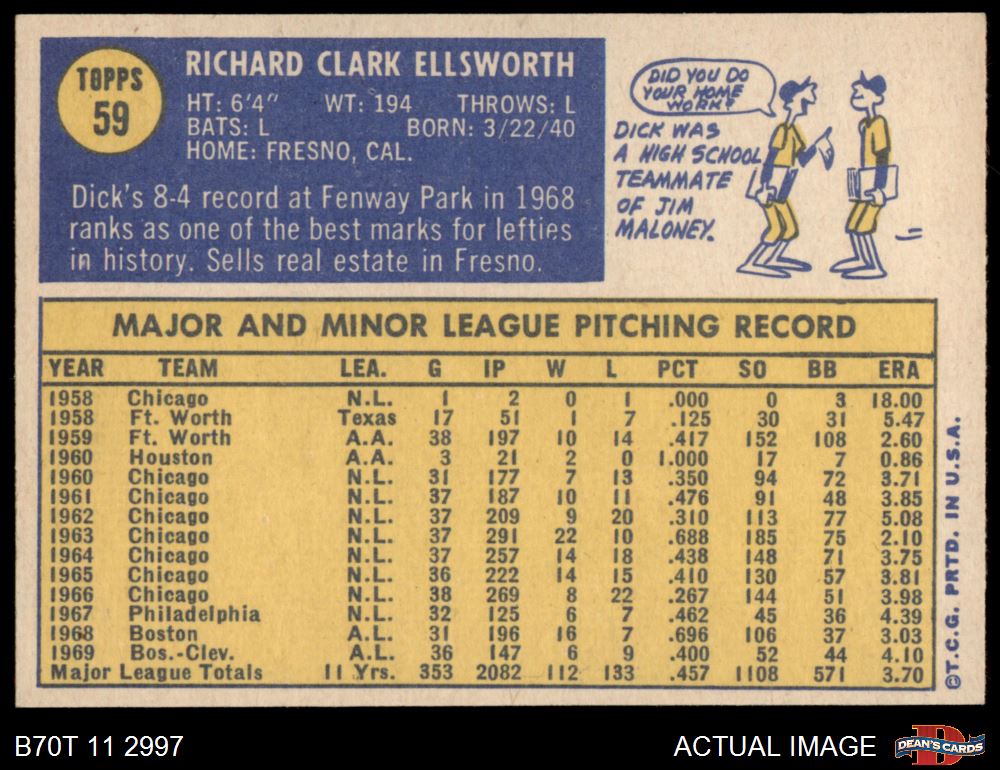 TOPPS
59
RICHARD CLARK ELLSWORTH
HT: 6'4" WT: 194 THROWS: L
BATS: L BORN: 3/22/40
HOME: FRESNO, CAL.
Dick's 8-4 record at Fenway Park in 1968
ranks as one of the best marks for lefties
in history. Sells real estate in Fresno.
DID YOU DO
YOUR HOME
WORK?
DICK WAS
A HIGH SCHOOL
TEAMMATE
OF JIM
MALONEY.
MAJOR AND MINOR LEAGUE PITCHING RECORD
YEAR TEAM LEA. G IP W L PCT SO BB ERA
1958 Chicago N.L. 1 2 0 1 .000 0 3 18.00
1958 Ft. Worth Texas 17 51 1 7 .125 30 31 5.47
1959 Ft. Worth A.A. 38 197 10 14 .417 152 108 2.60
1960 Houston A.A. 3 21 2 0 1.000 17 7 0.86
1960 Chicago N.L. 31 177 7 13 .350 94 72 3.71
1961 Chicago N.L. 37 187 10 11 .476 91 48 3.85
1962 Chicago N.L. 37 209 9 20 .310 113 77 5.08
1963 Chicago N.L. 37 291 22 10 .688 185 75 2.10
1964 Chicago N.L. 37 257 14 18 .438 148 71 3.75
1965 Chicago N.L. 36 222 14 15 .410 130 57 3.81
1966 Chicago N.L. 38 269 8 22 .267 144 51 3.98
1967 Philadelphia N.L. 32 125 6 7 .462 45 36 4.39
1968 Boston A.L. 31 196 16 7 .696 106 37 3.03
1969 Bos.-Clev. A.L. 36 147 6 9 .400 52 44 4.10
Major League Totals 11 Yrs. 353 2082 112 133 .457 1108 571 3.70
©T.C.G. PRTD. IN U.S.A.
B70T 11 2997
ACTUAL IMAGE
D
DEAN'S CARDS